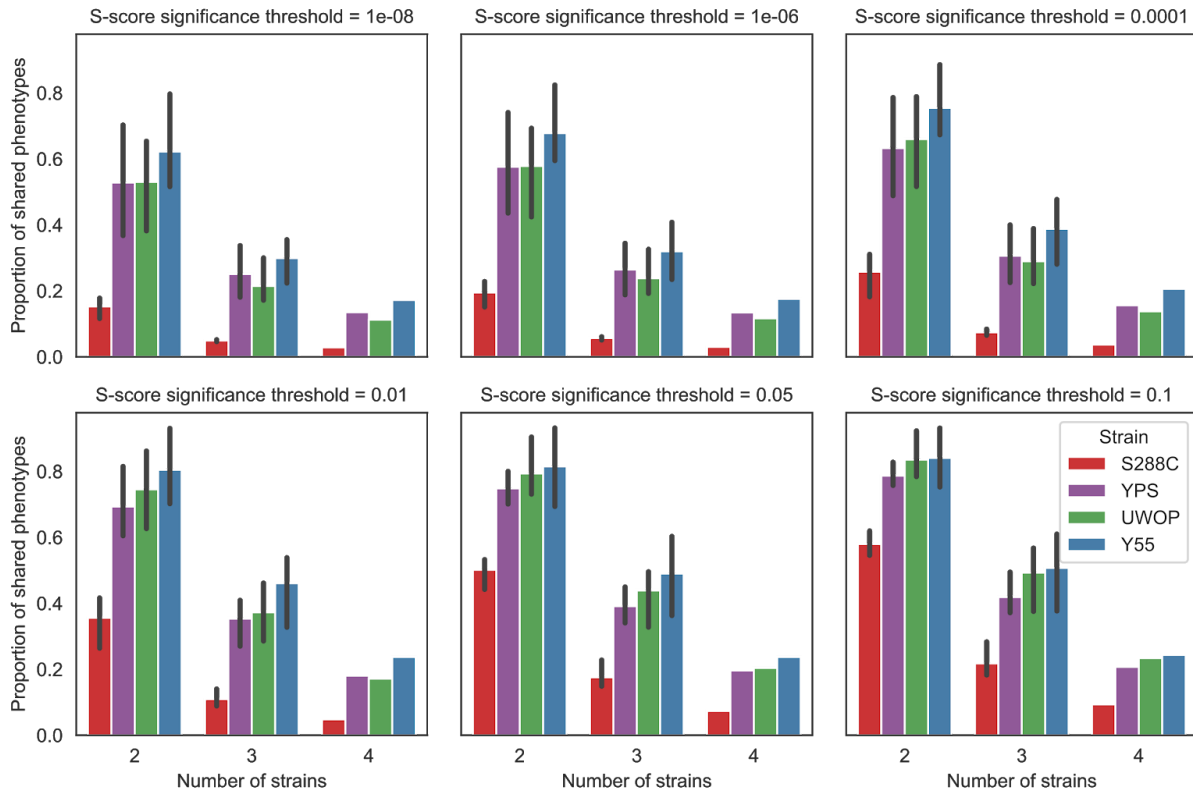 S-score significance threshold = 1e-08
S-score significance threshold = 1e-06
S-score significance threshold = 0.0001
Proportion of shared phenotypes
0.8
0.6
0.4
0.2
0.0
S-score significance threshold = 0.01
S-score significance threshold = 0.05
S-score significance threshold = 0.1
Proportion of shared phenotypes
0.8
0.6
0.4
0.2
0.0
Strain
S288C
YPS
UWOP
Y55
2 3 4
2 3 4
2 3 4
Number of strains
Number of strains
Number of strains